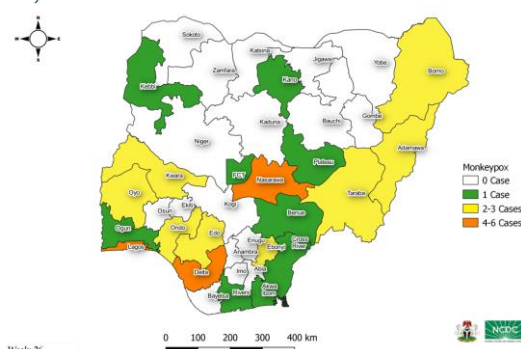 N
W
E
S
Sokoto
Kebbi
Zamfara
Kano
Jigawa
Yobe
Borno
Gombe
Bauchi
Kaduna
Niger
Adamawa
Plateau
FCT
Nasarawa
Taraba
Kwara
Oyo
Kogi
Benue
Osun
Ekiti
Ogun
Lagos
Ondo
Edo
Enugu
Ebonyi
Cross
River
Anambra
Delta
Imo
Abia
Akwa
Ibom
Rivers
Bayelsa
Monkeypox
0 Case
1 Case
2-3 Cases
4-6 Cases
0 100 200 300 400 km
NCDC